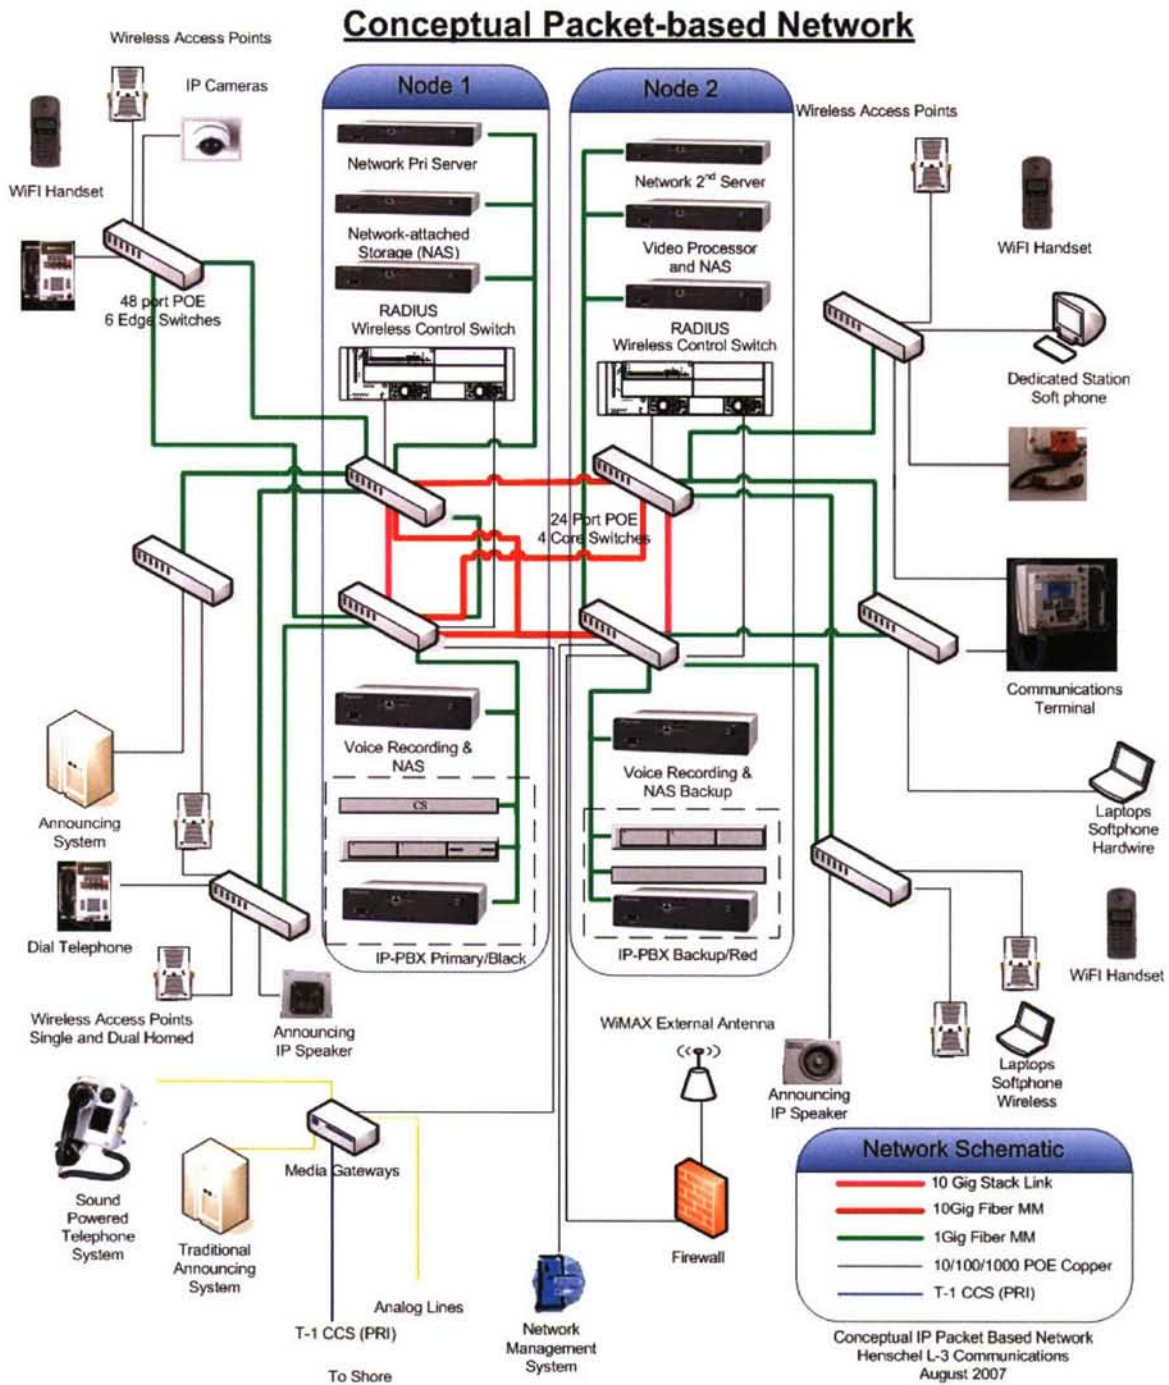 Conceptual Packet-based Network
Wireless Access Points
IP Cameras
WiFI Handset
48 port POE
6 Edge Switches
Node 1
Network Pri Server
Network-attached
Storage (NAS)
RADIUS
Wireless Control Switch
Node 2
Network 2nd Server
Video Processor
and NAS
RADIUS
Wireless Control Switch
Wireless Access Points
WiFI Handset
Dedicated Station
Soft phone
24 Port POE
4 Core Switches
Communications
Terminal
Voice Recording &
NAS
CS
IP-PBX Primary/Black
Voice Recording &
NAS Backup
IP-PBX Backup/Red
Announcing
System
Dial Telephone
Wireless Access Points
Single and Dual Homed
Announcing
IP Speaker
Laptops
Softphone
Hardwire
WiFI Handset
Laptops
Softphone
Wireless
WiMAX External Antenna
Announcing
IP Speaker
Sound
Powered
Telephone
System
Media Gateways
Traditional
Announcing
System
Analog Lines
T-1 CCS (PRI)
To Shore
Network
Management
System
Firewall
Network Schematic
10 Gig Stack Link
10Gig Fiber MM
1Gig Fiber MM
10/100/1000 POE Copper
T-1 CCS (PRI)
Conceptual IP Packet Based Network
Henschel L-3 Communications
August 2007